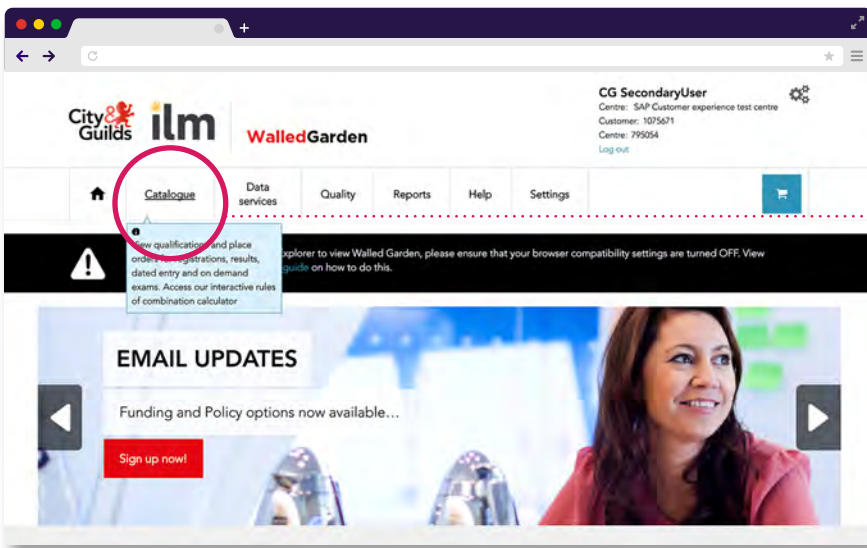 CG SecondaryUser
Centre: SAP Customer experience test centre
Customer: 1075671
Centre: 795054
Log out
City & Guilds
ilm
WalledGarden
Catalogue
Data services
Quality
Reports
Help
Settings
View qualifications and place
orders for registrations, results,
dated entry and on demand
exams. Access our interactive rules
of combination calculator
plorer to view Walled Garden, please ensure that your browser compatibility settings are turned OFF. View
guide on how to do this.
EMAIL UPDATES
Funding and Policy options now available...
Sign up now!